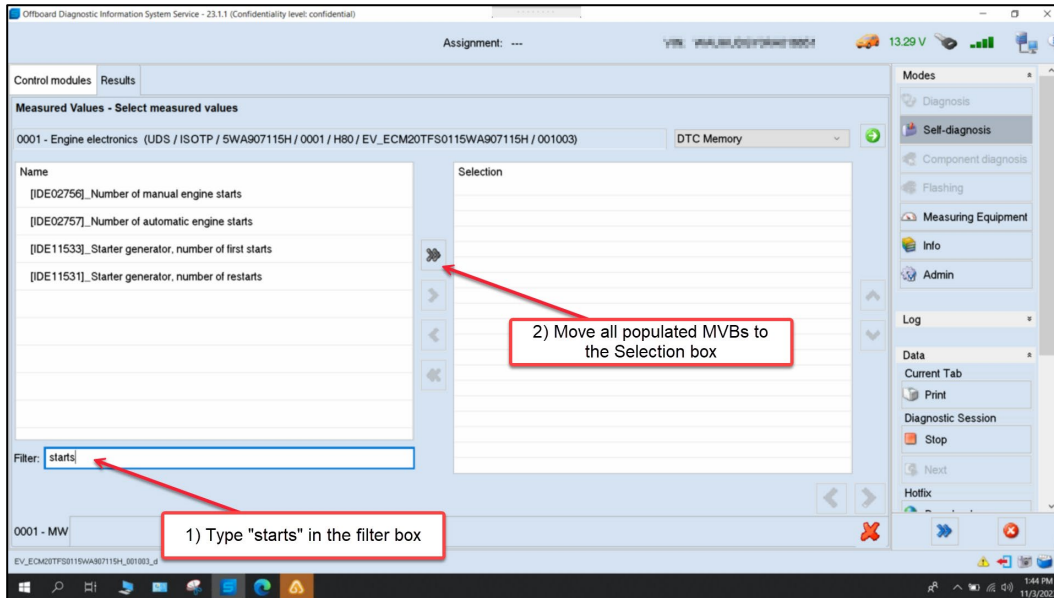 Offboard Diagnostic Information System Service - 23.1.1 (Confidentiality level: confidential)
Assignment: ---
13.29 V
Control modules Results
Measured Values - Select measured values
0001 - Engine electronics (UDS / ISOTP / 5WA907115H / 0001 / H80 / EV_ECM20TFS0115WA907115H / 001003)
DTC Memory
Name
[IDE02756]_Number of manual engine starts
[IDE02757]_Number of automatic engine starts
[IDE11533]_Starter generator, number of first starts
[IDE11531]_Starter generator, number of restarts
Selection
2) Move all populated MVBs to
the Selection box
Filter: starts
1) Type "starts" in the filter box
0001 - MW
EV_ECM20TFS0115WA907115H_001003_d
Modes
Diagnosis
Self-diagnosis
Component diagnosis
Flashing
Measuring Equipment
Info
Admin
Log
Data
Current Tab
Print
Diagnostic Session
Stop
Next
Hotfix
1:44 PM